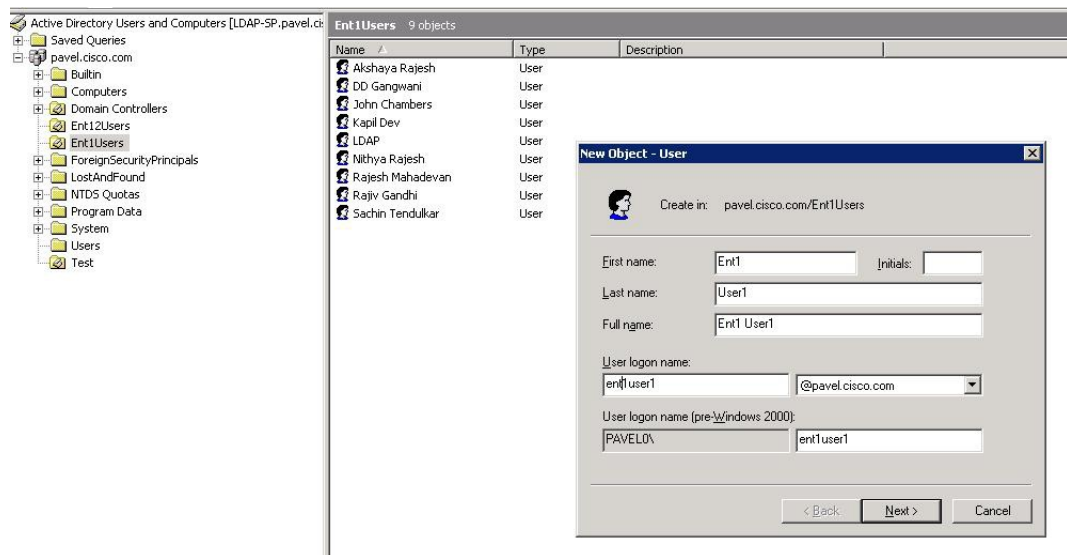 Active Directory Users and Computers [LDAP-SP.pavel.cis
Saved Queries
pavel.cisco.com
Builtin
Computers
Domain Controllers
Ent12Users
Ent1Users
ForeignSecurityPrincipals
LostAndFound
NTDS Quotas
Program Data
System
Users
Test
Ent1Users 9 objects
Name Type Description
Akshaya Rajesh User
DD Gangwani User
John Chambers User
Kapil Dev User
LDAP User
Nithya Rajesh User
Rajesh Mahadevan User
Rajiv Gandhi User
Sachin Tendulkar User
New Object - User
Create in: pavel.cisco.com/Ent1Users
First name: Ent1 Initials:
Last name: User1
Full name: Ent1 User1
User logon name:
ent1user1 @pavel.cisco.com
User logon name (pre-Windows 2000):
PAVEL0\ ent1user1
< Back Next > Cancel